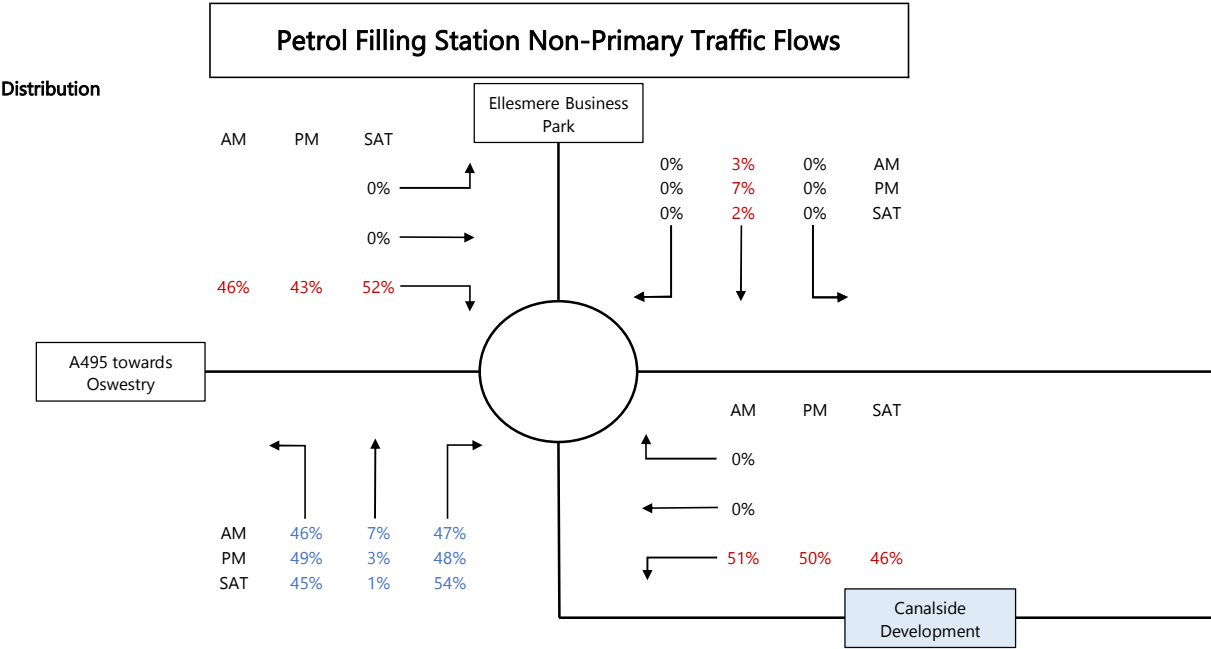 Petrol Filling Station Non-Primary Traffic Flows
Distribution
Ellesmere Business
Park
AM PM SAT
0%
0%
46% 43% 52%
0% 3% 0% AM
0% 7% 0% PM
0% 2% 0% SAT
A495 towards
Oswestry
AM PM SAT
0%
0%
51% 50% 46%
AM 46% 7% 47%
PM 49% 3% 48%
SAT 45% 1% 54%
Canalside
Development